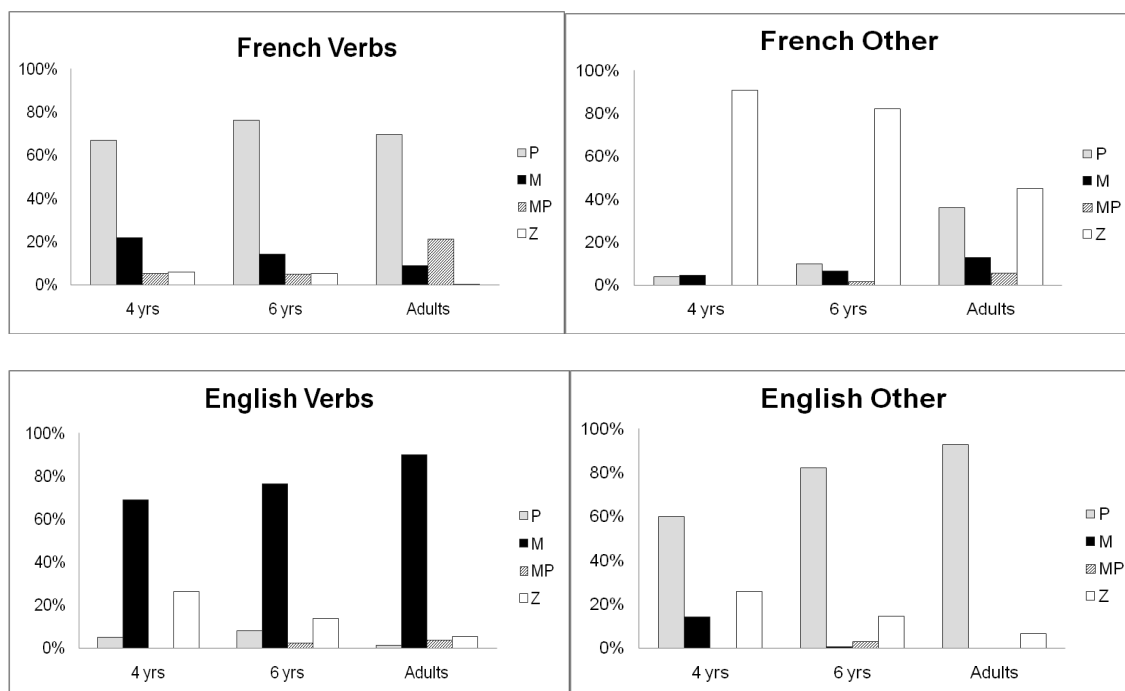 French Verbs
100%
80%
60%
40%
20%
0%
4 yrs 6 yrs Adults
P
M
MP
Z
French Other
100%
80%
60%
40%
20%
0%
4 yrs 6 yrs Adults
P
M
MP
Z
English Verbs
100%
80%
60%
40%
20%
0%
4 yrs 6 yrs Adults
P
M
MP
Z
English Other
100%
80%
60%
40%
20%
0%
4 yrs 6 yrs Adults
P
M
MP
Z